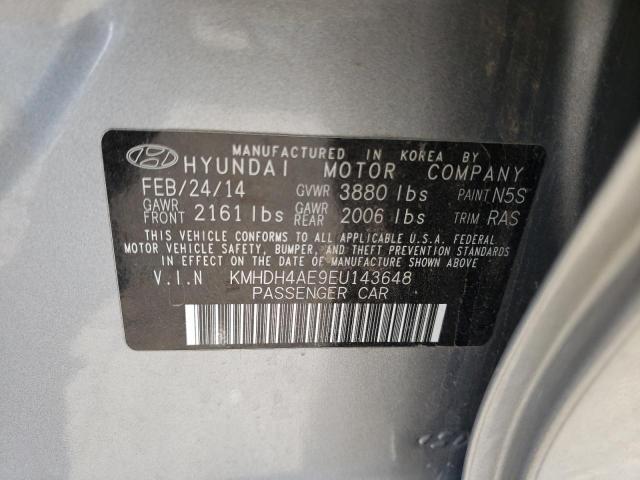 MANUFACTURED IN KOREA BY
HYUNDAI MOTOR COMPANY
FEB/24/14 GVWR 3880 lbs PAINT N5S
GAWR FRONT 2161 lbs GAWR REAR 2006 lbs TRIM RAS
THIS VEHICLE CONFORMS TO ALL APPLICABLE U.S.A. FEDERAL
MOTOR VEHICLE SAFETY, BUMPER, AND THEFT PREVENTION STANDARDS
IN EFFECT ON THE DATE OF MANUFACTURE SHOWN ABOVE.
V.I.N KMHDH4AE9EU143648
PASSENGER CAR